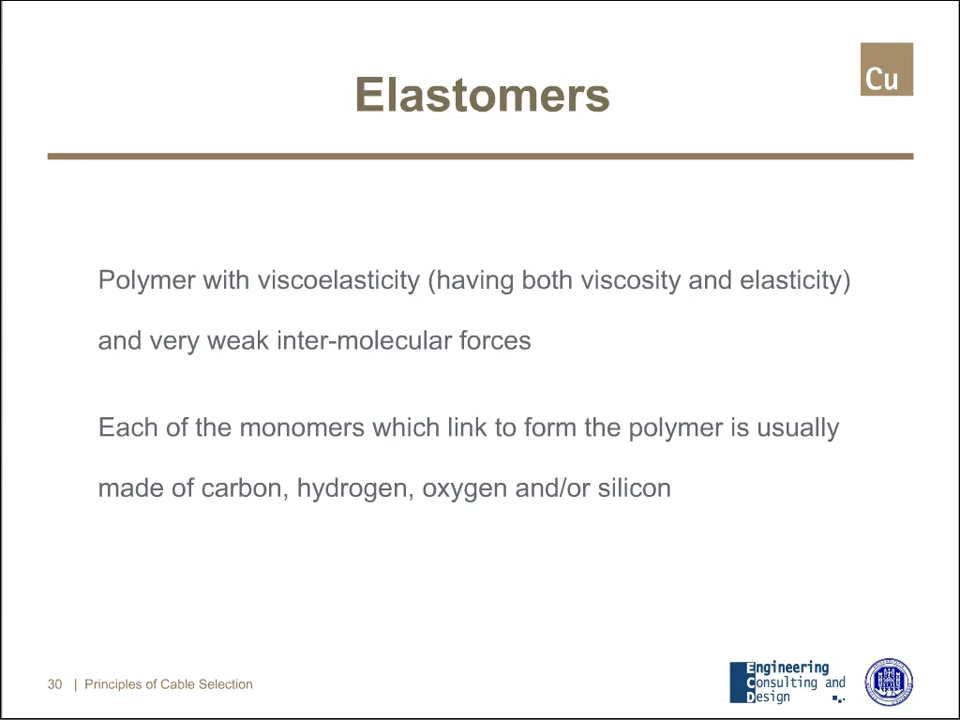 Cu
Elastomers
Polymer with viscoelasticity (having both viscosity and elasticity)
and very weak inter-molecular forces
Each of the monomers which link to form the polymer is usually
made of carbon, hydrogen, oxygen and/or silicon
30 | Principles of Cable Selection
Engineering
Consulting and
Design